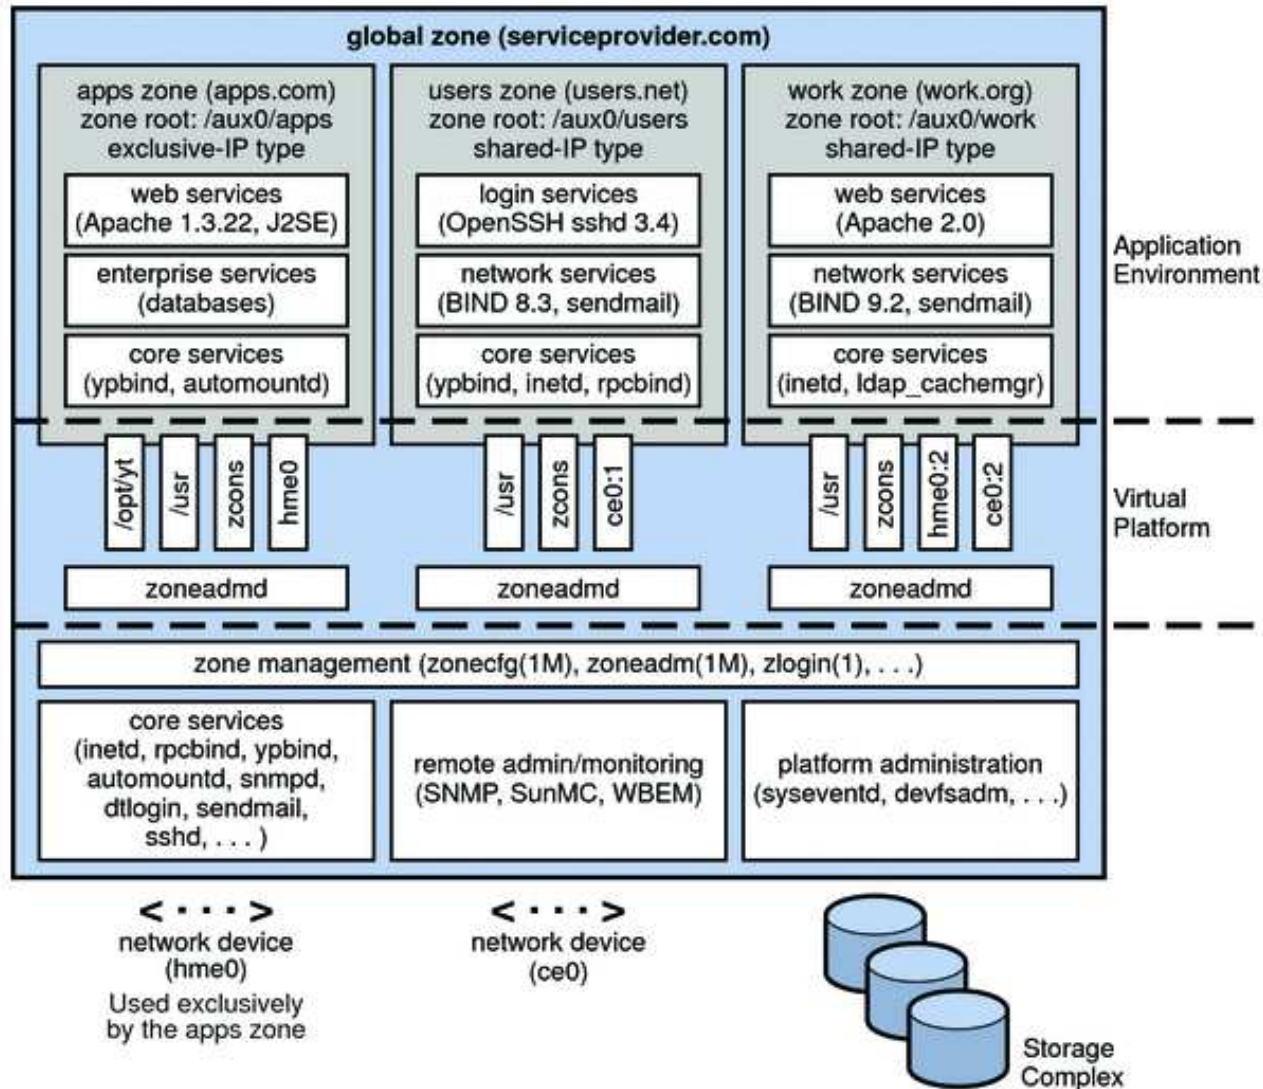 global zone (serviceprovider.com)
apps zone (apps.com)
zone root: /aux0/apps
exclusive-IP type
web services
(Apache 1.3.22, J2SE)
enterprise services
(databases)
core services
(ypbind, automountd)
users zone (users.net)
zone root: /aux0/users
shared-IP type
login services
(OpenSSH sshd 3.4)
network services
(BIND 8.3, sendmail)
core services
(ypbind, inetd, rpcbind)
work zone (work.org)
zone root: /aux0/work
shared-IP type
web services
(Apache 2.0)
network services
(BIND 9.2, sendmail)
core services
(inetd, ldap_cachemgr)
Application
Environment
/opt/yt
/usr
zcons
hme0
/usr
zcons
ce0:1
/usr
zcons
hme0:2
ce0:2
Virtual
Platform
zoneadmd
zoneadmd
zoneadmd
zone management (zonecfg(1M), zoneadm(1M), zlogin(1), . . .)
core services
(inetd, rpcbind, ypbind,
automountd, snmpd,
dtlogin, sendmail,
sshd, . . . )
remote admin/monitoring
(SNMP, SunMC, WBEM)
platform administration
(syseventd, devfsadm, . . .)
network device
(hme0)
Used exclusively
by the apps zone
network device
(ce0)
Storage
Complex